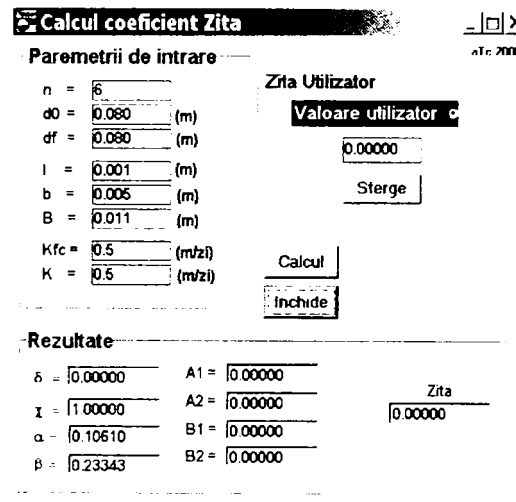 Calcul coeficient Zita
aTc 200
Paremetrii de intrare
n = 6
d0 = 0.080 (m)
df = 0.080 (m)
l = 0.001 (m)
b = 0.005 (m)
B = 0.011 (m)
Kfc = 0.5 (m/zi)
K = 0.5 (m/zi)
Zita Utilizator
Valoare utilizator
0.00000
Sterge
Calcul
Inchide
Rezultate
δ = 0.00000
χ = 1.00000
α = 0.10610
β = 0.23343
A1 = 0.00000
A2 = 0.00000
B1 = 0.00000
B2 = 0.00000
Zita
0.00000